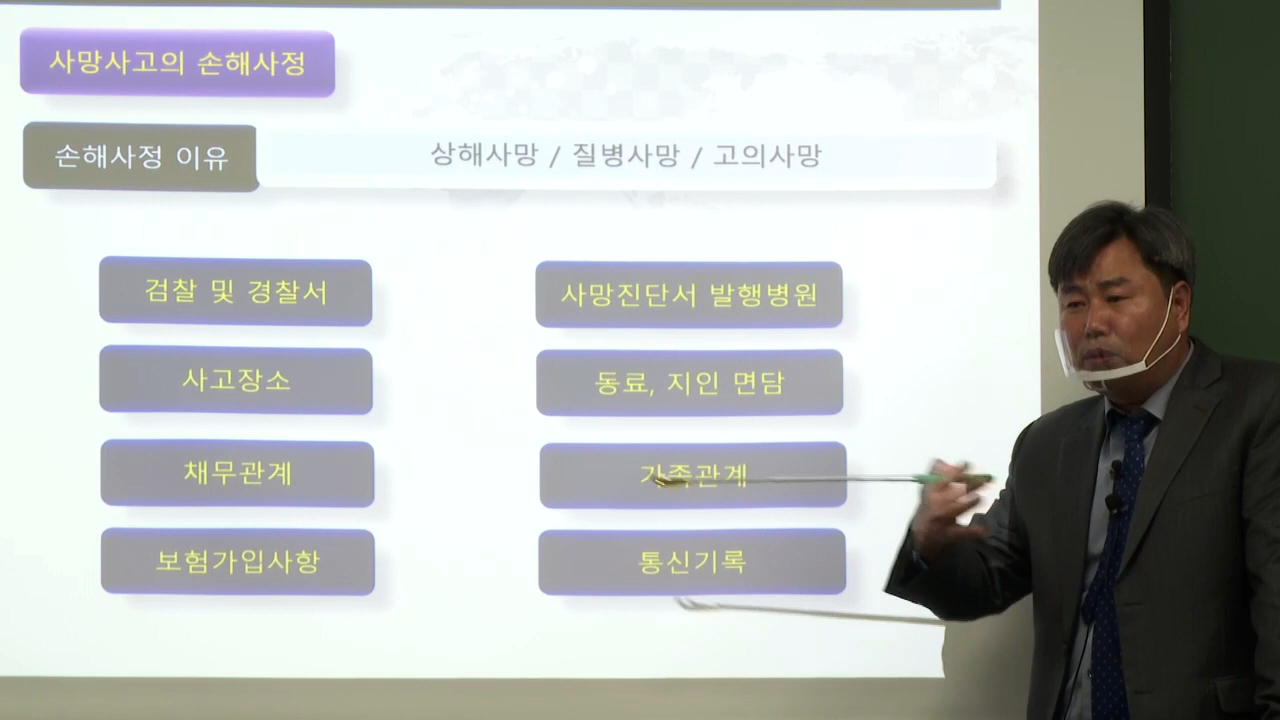 사망사고의 손해사정
손해사정 이유
상해사망 / 질병사망 / 고의사망
검찰 및 경찰서
사망진단서 발행병원
사고장소
동료, 지인 면담
채무관계
가족관계
보험가입사항
통신기록